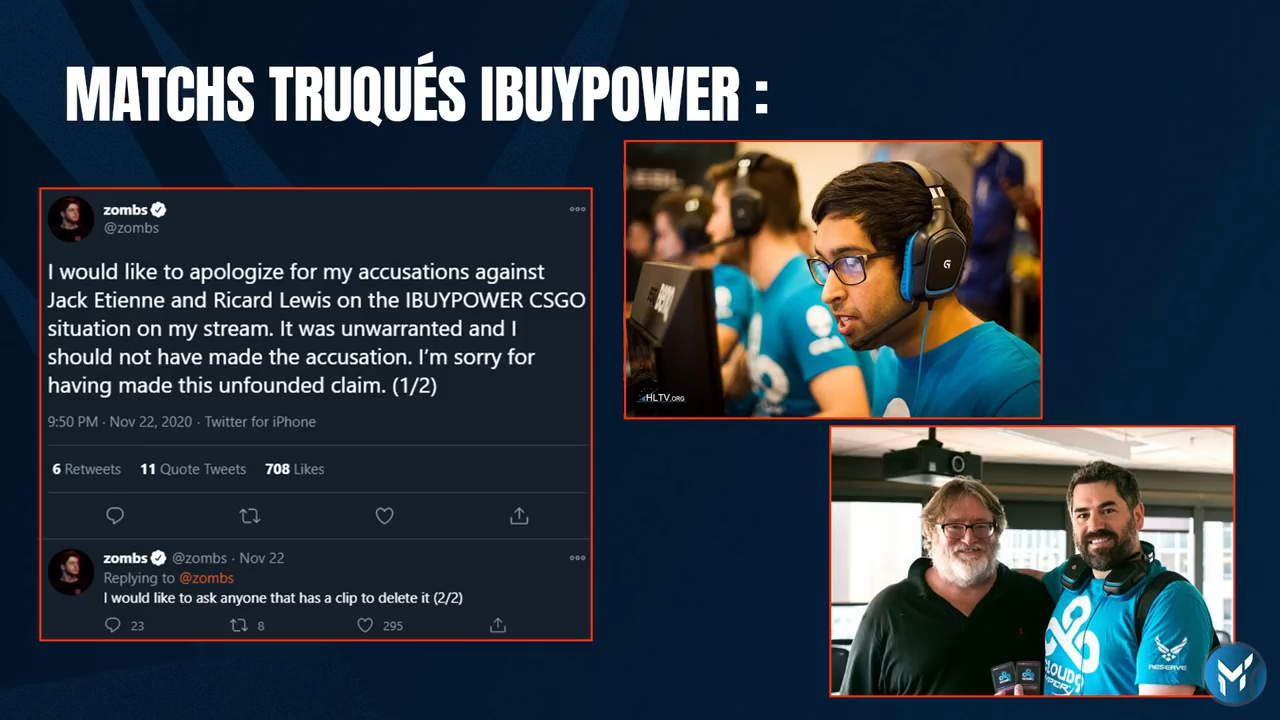 MATCHS TRUQUÉS IBUYPOWER :
zombs
@zombs
I would like to apologize for my accusations against
Jack Etienne and Ricard Lewis on the IBUYPOWER CSGO
situation on my stream. It was unwarranted and I
should not have made the accusation. I'm sorry for
having made this unfounded claim. (1/2)
9:50 PM · Nov 22, 2020 · Twitter for iPhone
6 Retweets 11 Quote Tweets 708 Likes
zombs @zombs · Nov 22
Replying to @zombs
I would like to ask anyone that has a clip to delete it (2/2)
23 8 295
HLTV.ORG
RESERVE